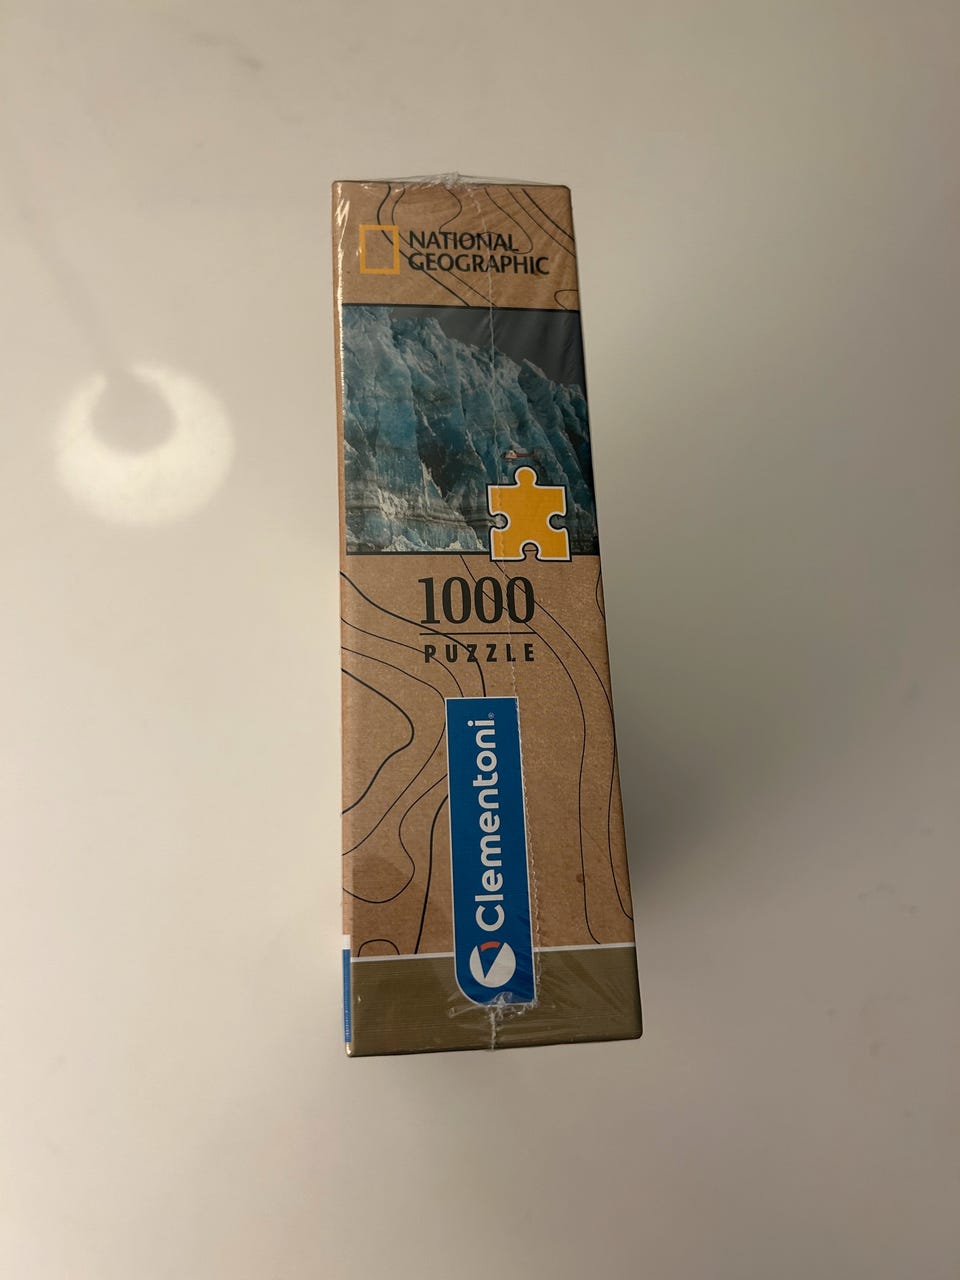 NATIONAL
GEOGRAPHIC
1000
PUZZLE
Clementoni®